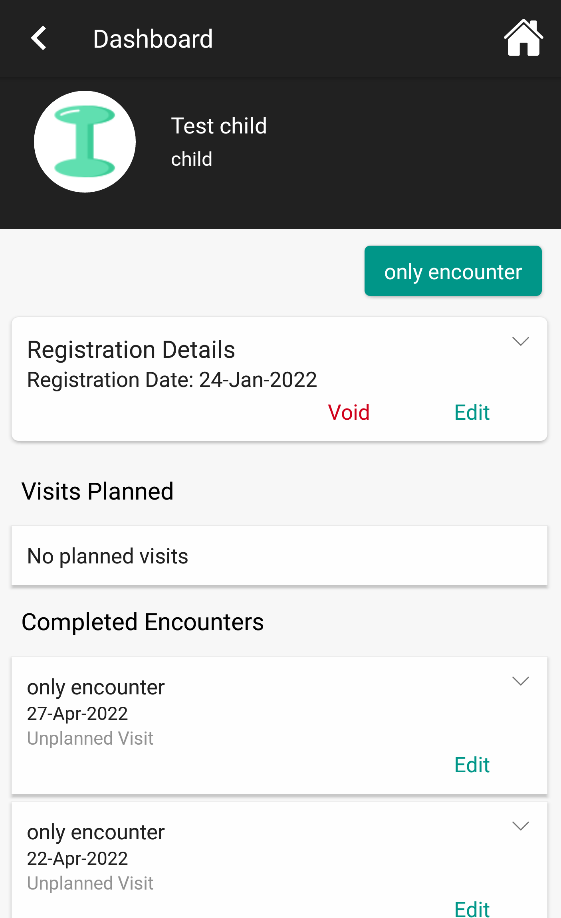 Dashboard
Test child
child
only encounter
Registration Details
Registration Date: 24-Jan-2022
Void Edit
Visits Planned
No planned visits
Completed Encounters
only encounter
27-Apr-2022
Unplanned Visit
Edit
only encounter
22-Apr-2022
Unplanned Visit
Edit